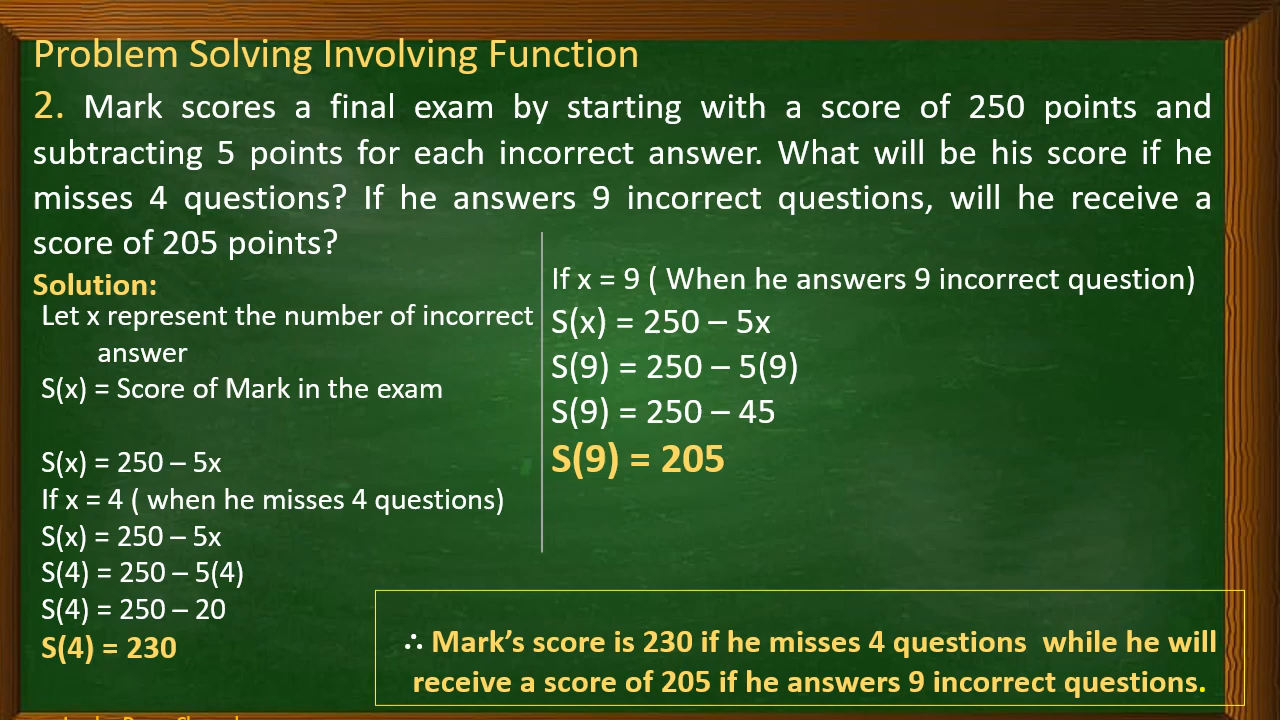 Problem Solving Involving Function
2. Mark scores a final exam by starting with a score of 250 points and
subtracting 5 points for each incorrect answer. What will be his score if he
misses 4 questions? If he answers 9 incorrect questions, will he receive a
score of 205 points?
Solution:
Let x represent the number of incorrect
answer
S(x) = Score of Mark in the exam
S(x) = 250 – 5x
If x = 4 ( when he misses 4 questions)
S(x) = 250 – 5x
S(4) = 250 – 5(4)
S(4) = 250 – 20
S(4) = 230
If x = 9 ( When he answers 9 incorrect question)
S(x) = 250 – 5x
S(9) = 250 – 5(9)
S(9) = 250 – 45
S(9) = 205
∴ Mark’s score is 230 if he misses 4 questions while he will
receive a score of 205 if he answers 9 incorrect questions.